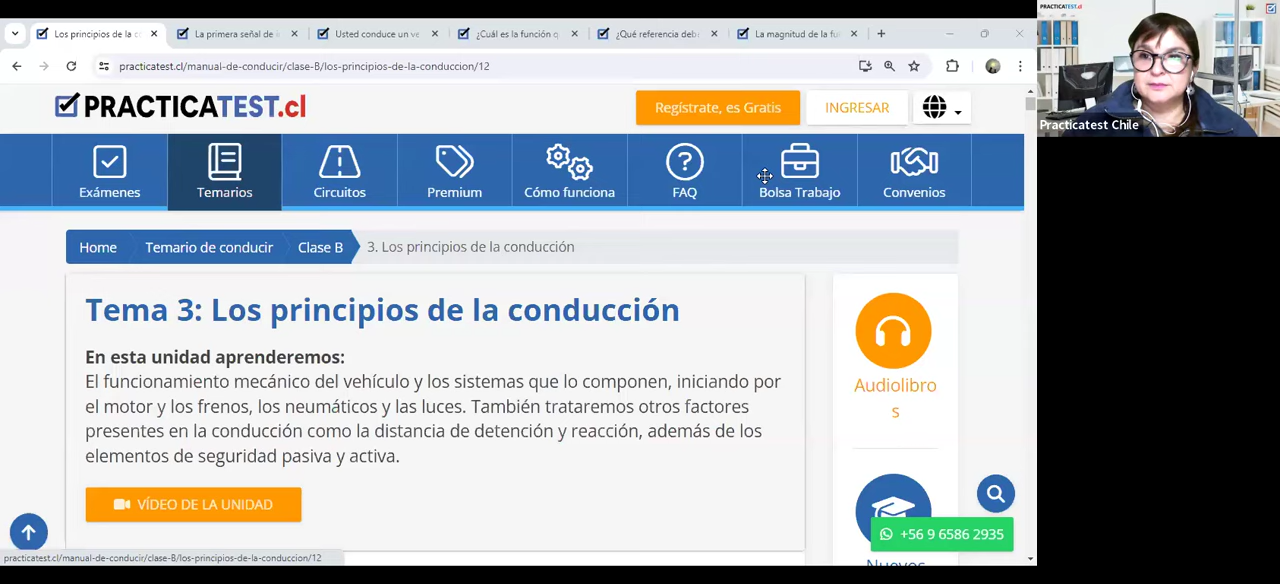 Los principios de la c
La primera señal de i
Usted conduce un ve
¿Cuál es la función q
¿Qué referencia deb
La magnitud de la fu
practicatest.cl/manual-de-conducir/clase-B/los-principios-de-la-conduccion/12
PRACTICATEST.cl
Regístrate, es Gratis
INGRESAR
Exámenes
Temarios
Circuitos
Premium
Cómo funciona
FAQ
Bolsa Trabajo
Convenios
Home
Temario de conducir
Clase B
3. Los principios de la conducción
Tema 3: Los principios de la conducción
En esta unidad aprenderemos:
El funcionamiento mecánico del vehículo y los sistemas que lo componen, iniciando por
el motor y los frenos, los neumáticos y las luces. También trataremos otros factores
presentes en la conducción como la distancia de detención y reacción, además de los
elementos de seguridad pasiva y activa.
VÍDEO DE LA UNIDAD
Audiolibro
s
Nuevos
+56 9 6586 2935
practicatest.cl/manual-de-conducir/clase-B/los-principios-de-la-conduccion/12
PRACTICATEST.cl
Practicatest Chile